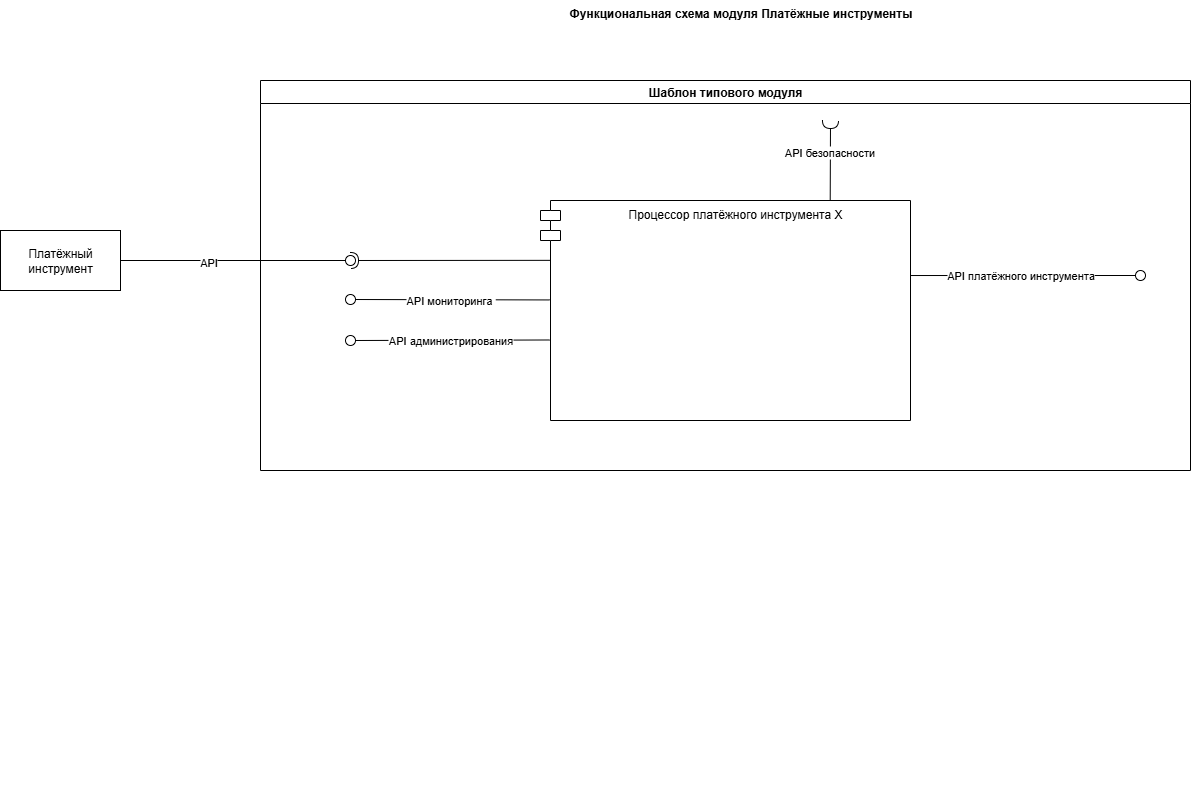 Функциональная схема модуля Платёжные инструменты
Шаблон типового модуля
API безопасности
Процессор платёжного инструмента X
Платёжный
инструмент
API
API платёжного инструмента
API мониторинга
API администрирования